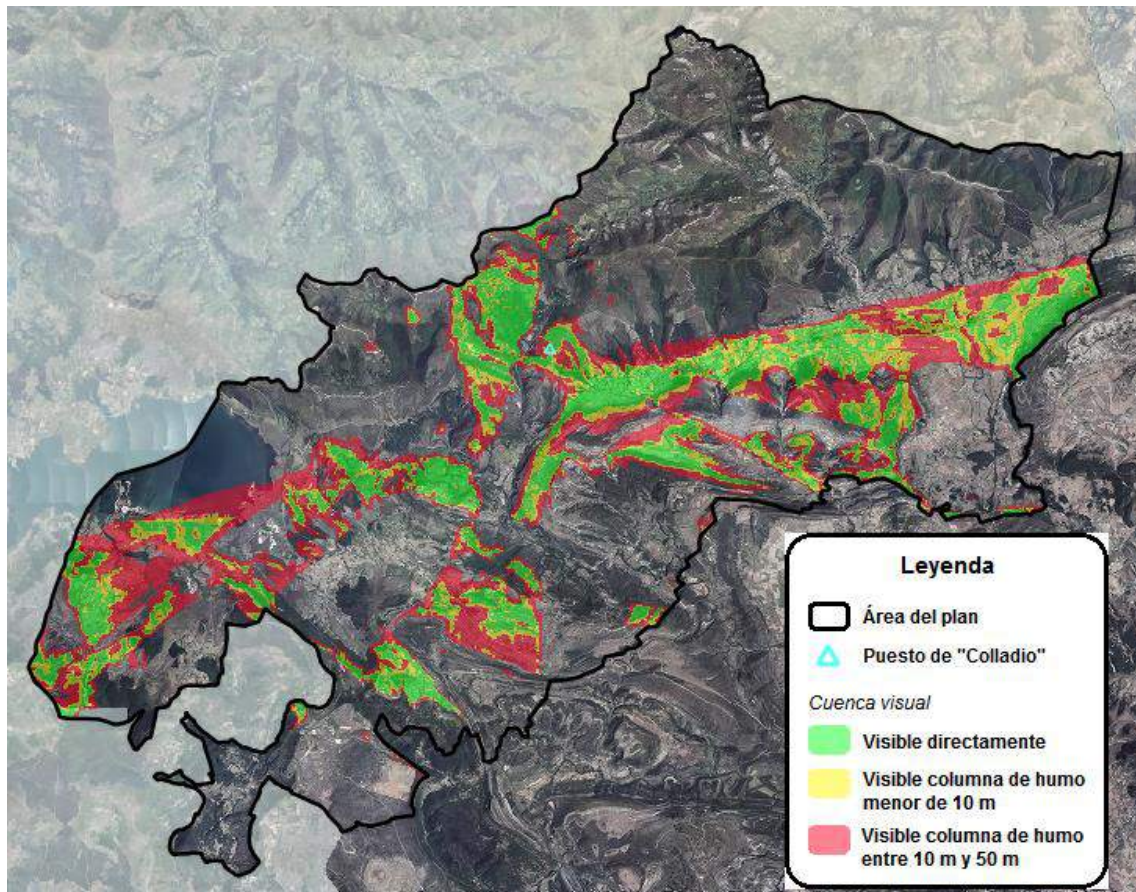 Leyenda
Área del plan
Puesto de "Colladio"
Cuenca visual
Visible directamente
Visible columna de humo
menor de 10 m
Visible columna de humo
entre 10 m y 50 m